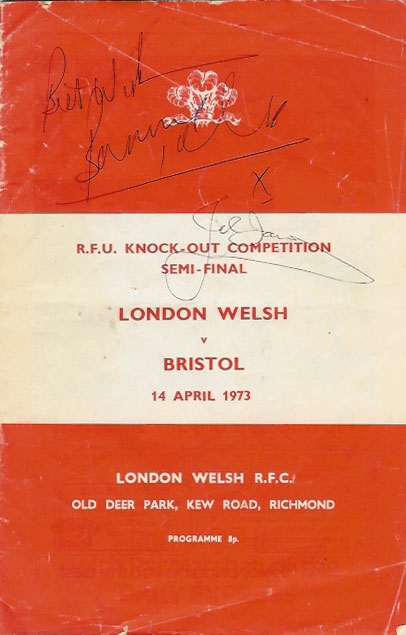 Best Wish
R.F.U. KNOCK-OUT COMPETITION
SEMI-FINAL
LONDON WELSH
v
BRISTOL
14 APRIL 1973
LONDON WELSH R.F.C.
OLD DEER PARK, KEW ROAD, RICHMOND
PROGRAMME 8p.